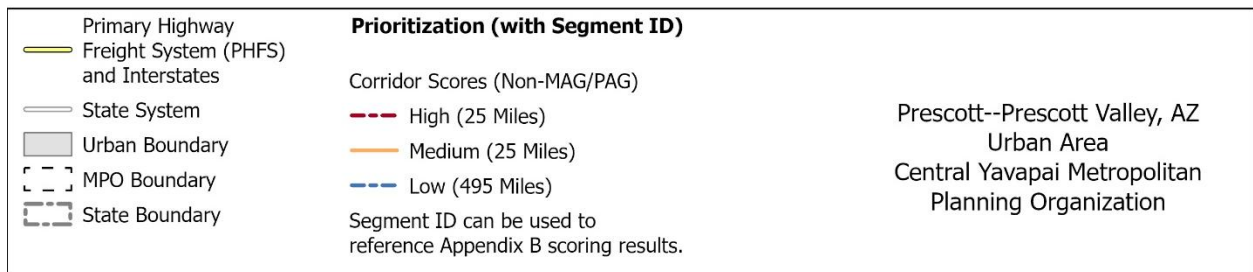 Primary Highway
Freight System (PHFS)
and Interstates
State System
Urban Boundary
MPO Boundary
State Boundary
Prioritization (with Segment ID)
Corridor Scores (Non-MAG/PAG)
High (25 Miles)
Medium (25 Miles)
Low (495 Miles)
Segment ID can be used to
reference Appendix B scoring results.
Prescott--Prescott Valley, AZ
Urban Area
Central Yavapai Metropolitan
Planning Organization